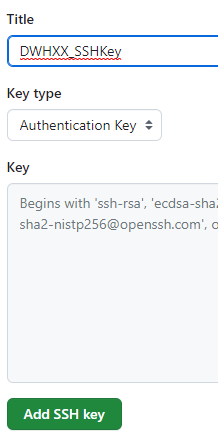 Title
DWHXX_SSHKey
Key type
Authentication Key
Key
Begins with 'ssh-rsa', 'ecdsa-sha2
sha2-nistp256@openssh.com', o
Add SSH key